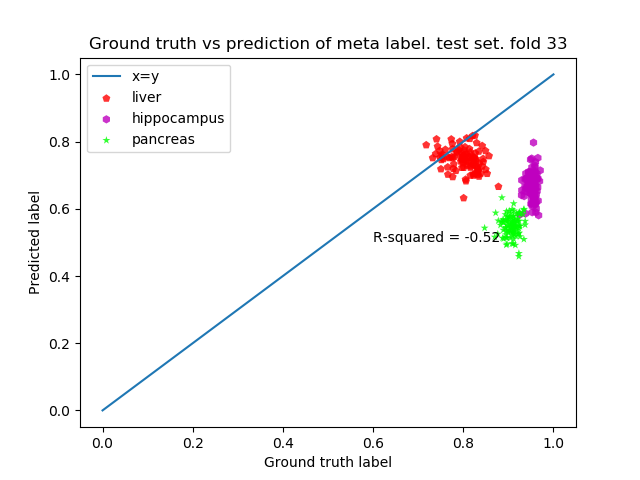 Ground truth vs prediction of meta label. test set. fold 33
x=y
liver
hippocampus
pancreas
R-squared = -0.52
Predicted label
1.0
0.8
0.6
0.4
0.2
0.0
0.0 0.2 0.4 0.6 0.8 1.0
Ground truth label